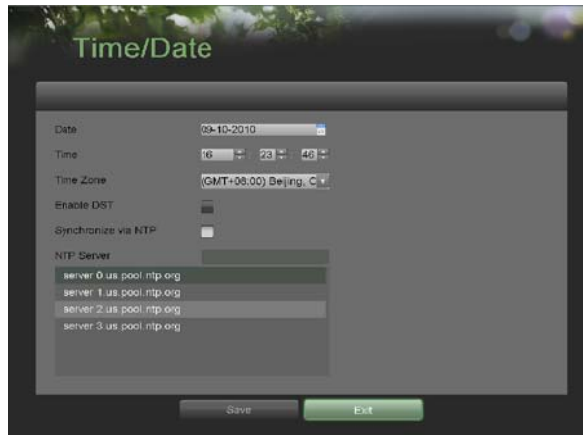 Time/Date
Date 09-10-2010
Time 16 : 23 : 46
Time Zone (GMT+08:00) Beijing, C
Enable DST
Synchronize via NTP
NTP Server
server 0.us.pool.ntp.org
server 1.us.pool.ntp.org
server 2.us.pool.ntp.org
server 3.us.pool.ntp.org
Save Exit